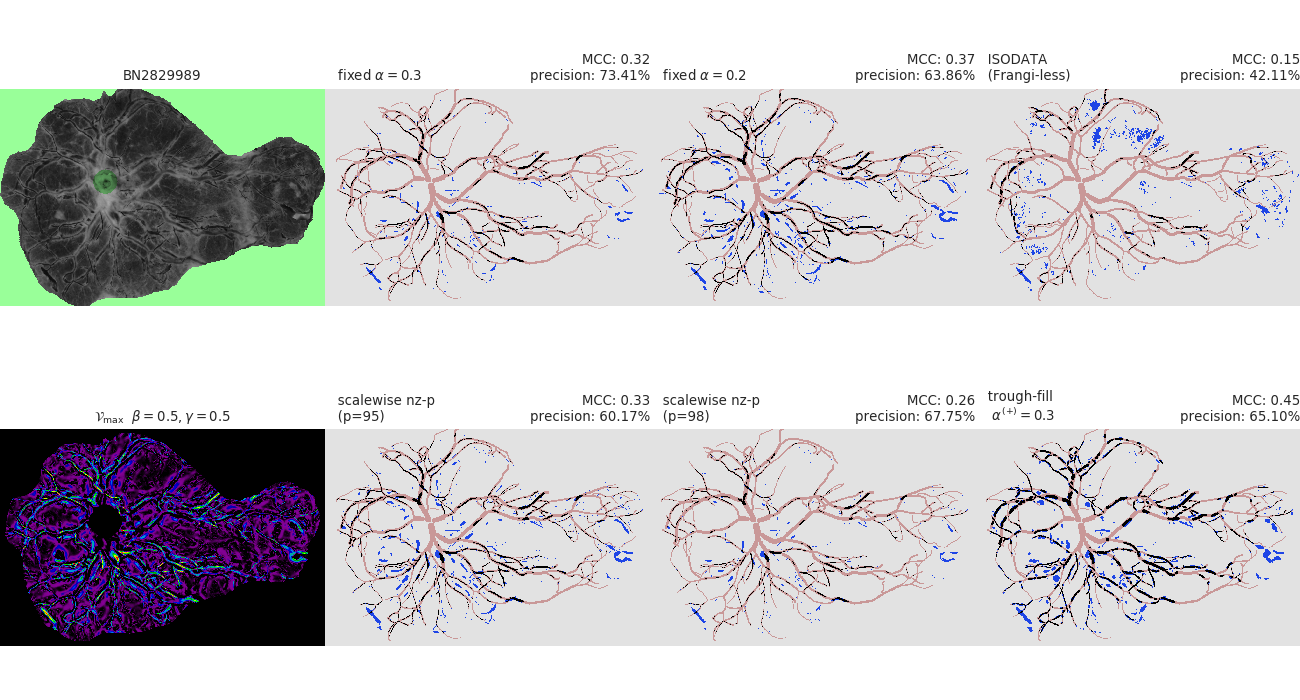 BN2829989
fixed α = 0.3
MCC: 0.32
precision: 73.41%
fixed α = 0.2
MCC: 0.37
precision: 63.86%
ISODATA
(Frangi-less)
MCC: 0.15
precision: 42.11%
𝒱max β = 0.5, γ = 0.5
scalewise nz-p
(p=95)
MCC: 0.33
precision: 60.17%
scalewise nz-p
(p=98)
MCC: 0.26
precision: 67.75%
trough-fill
α(+) = 0.3
MCC: 0.45
precision: 65.10%